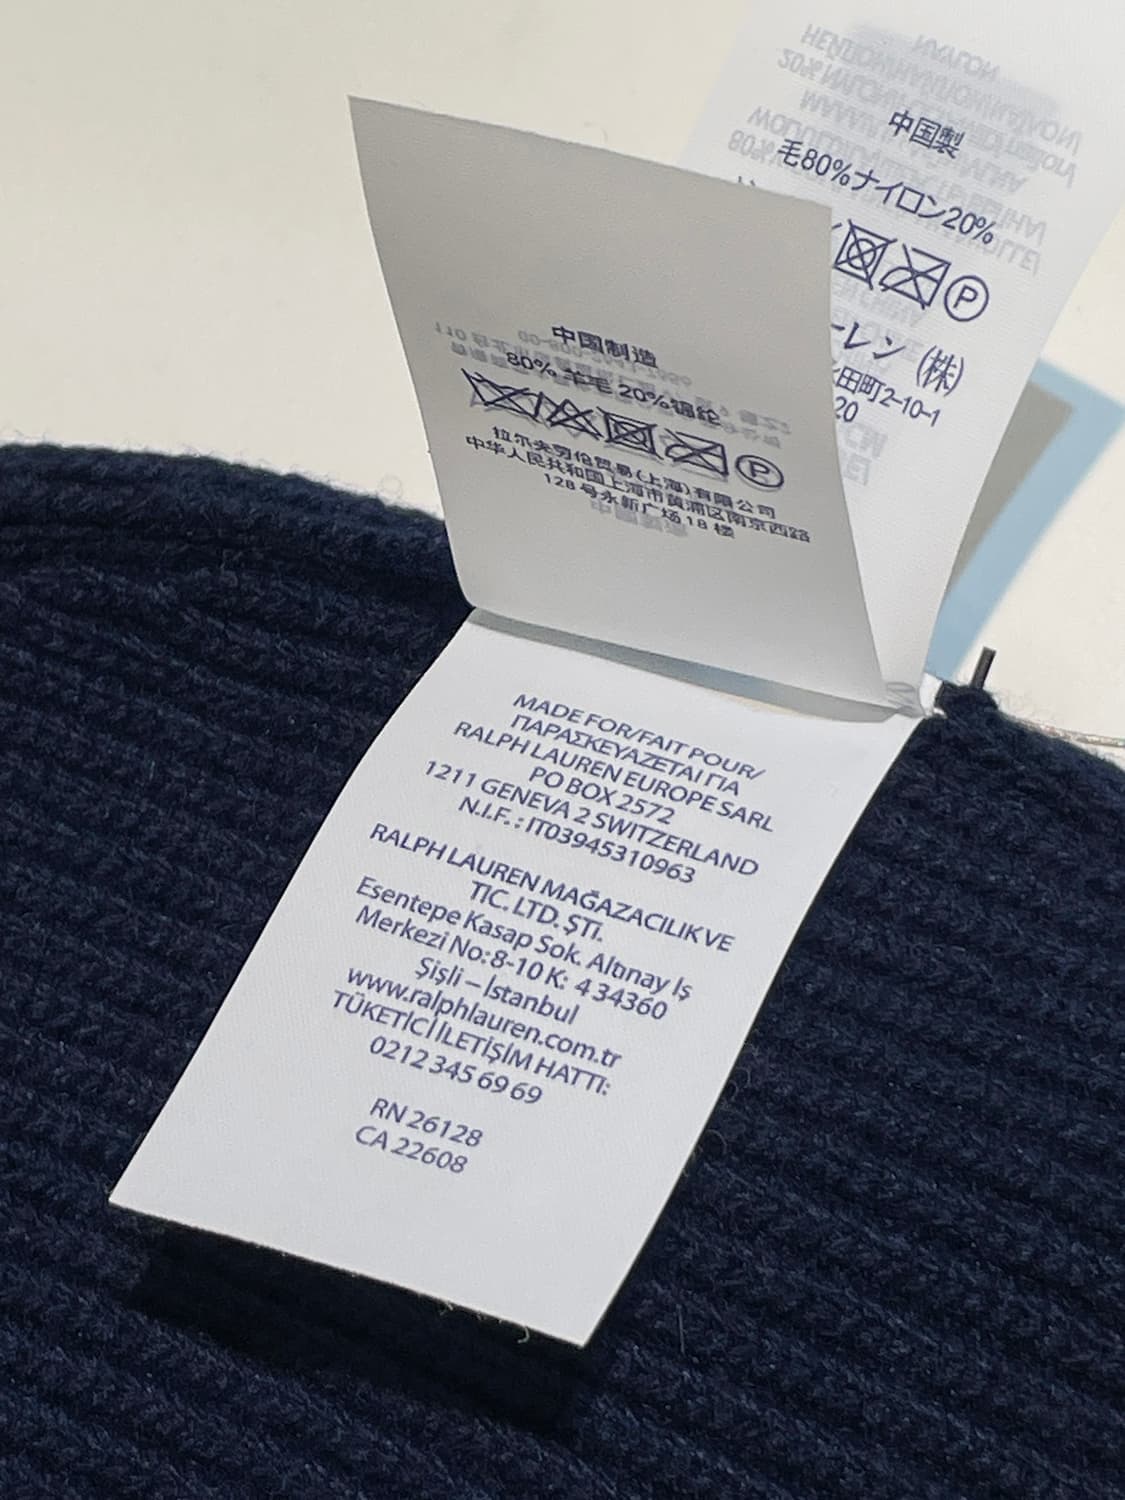 中国製
毛80%ナイロン20%
P
ーレン (株)
田町2-10-1
20
中国制造
80% 羊毛 20%锦纶
P
拉尔夫劳伦贸易(上海)有限公司
中华人民共和国上海市黄浦区南京西路
128 号永新广场 18 楼
MADE FOR/FAIT POUR/
ΠΑΡΑΣΚΕΥΑΖΕΤΑΙ ΓΙΑ
RALPH LAUREN EUROPE SARL
PO BOX 2572
1211 GENEVA 2 SWITZERLAND
N.I.F. : IT03945310963
RALPH LAUREN MAĞAZACILIK VE
TİC. LTD. ŞTİ.
Esentepe Kasap Sok. Altınay İş
Merkezi No: 8-10 K: 4 34360
Şişli – İstanbul
www.ralphlauren.com.tr
TÜKETİCİ İLETİŞİM HATTI:
0212 345 69 69
RN 26128
CA 22608